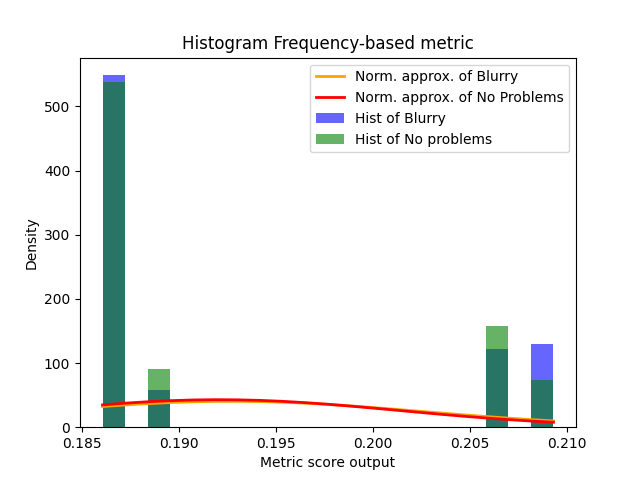 Histogram Frequency-based metric
Norm. approx. of Blurry
Norm. approx. of No Problems
Hist of Blurry
Hist of No problems
Density
500
400
300
200
100
0
0.185 0.190 0.195 0.200 0.205 0.210
Metric score output